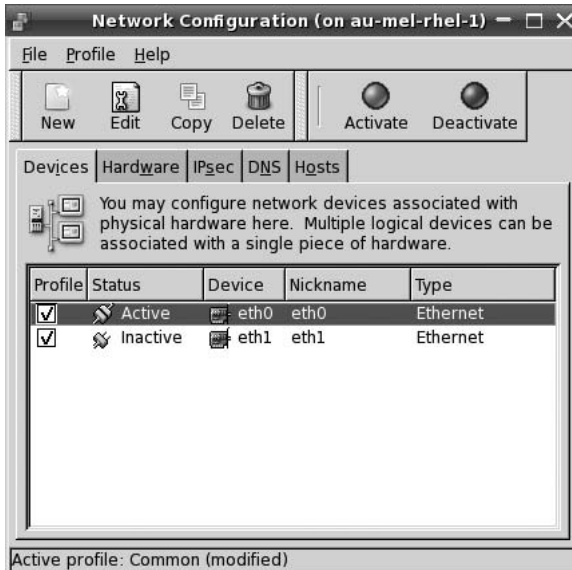 Network Configuration (on au-mel-rhel-1)
File Profile Help
New Edit Copy Delete Activate Deactivate
Devices Hardware IPsec DNS Hosts
You may configure network devices associated with
physical hardware here. Multiple logical devices can be
associated with a single piece of hardware.
Profile Status Device Nickname Type
Active eth0 eth0 Ethernet
Inactive eth1 eth1 Ethernet
Active profile: Common (modified)